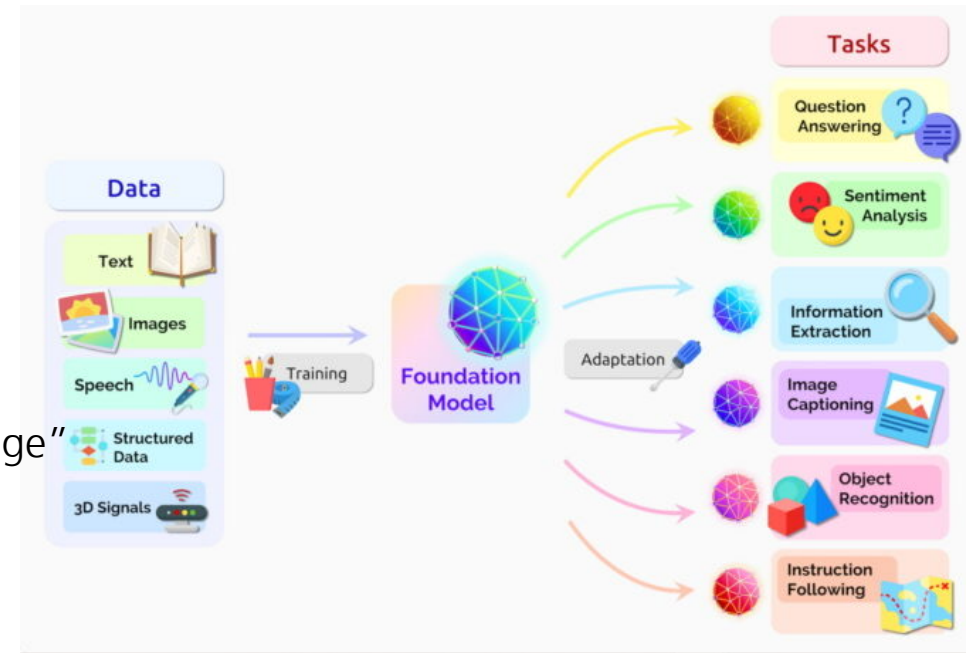 Tasks
Question
Answering
Sentiment
Analysis
Data
Text
Images
Information
Extraction
Training
Foundation
Model
Adaptation
Speech
Image
Captioning
ge”
Structured
Data
3D Signals
Object
Recognition
Instruction
Following